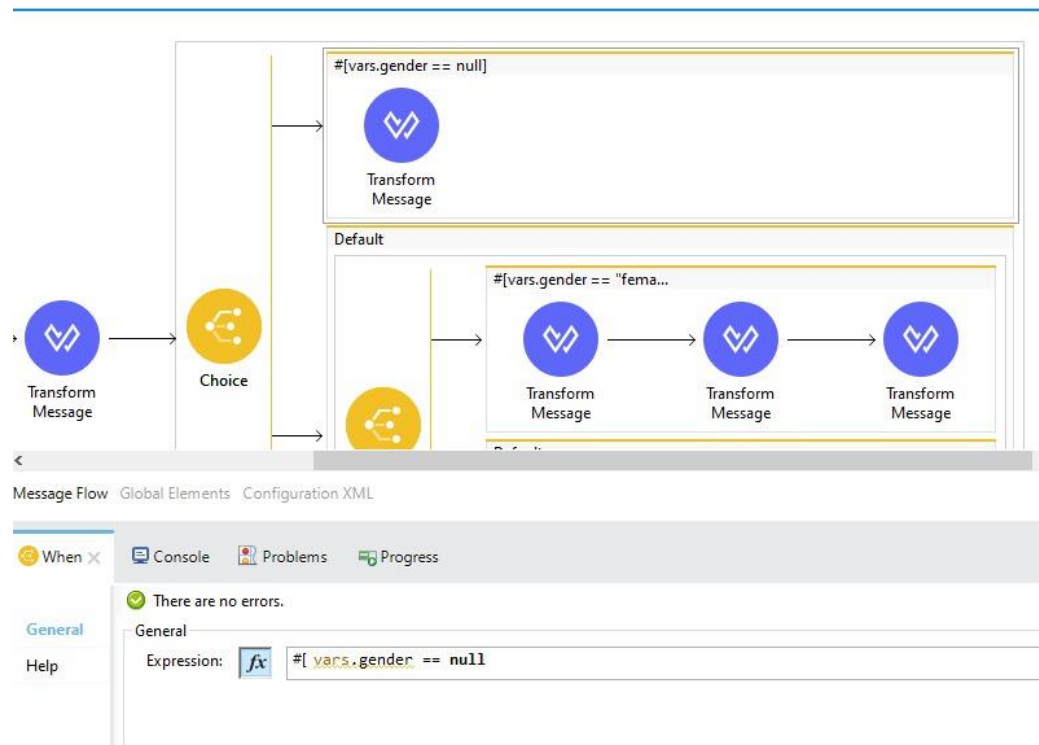 #[vars.gender == null]
Transform
Message
Default
#[vars.gender == "fema...
Transform
Message
Transform
Message
Transform
Message
Transform
Message
Choice
Message Flow Global Elements Configuration XML
When Console Problems Progress
There are no errors.
General
General
Help
Expression: fx #[ vars.gender == null